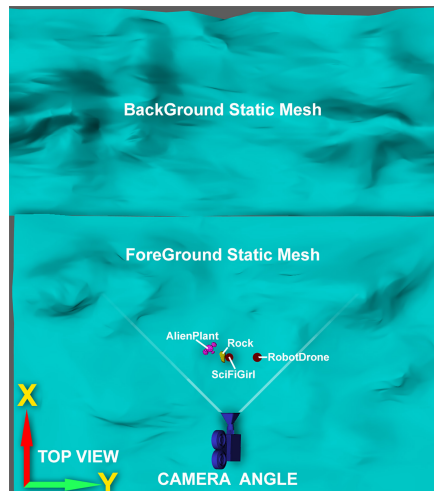 BackGround Static Mesh
ForeGround Static Mesh
AlienPlant
Rock
RobotDrone
SciFiGirl
X
TOP VIEW
Y
CAMERA ANGLE